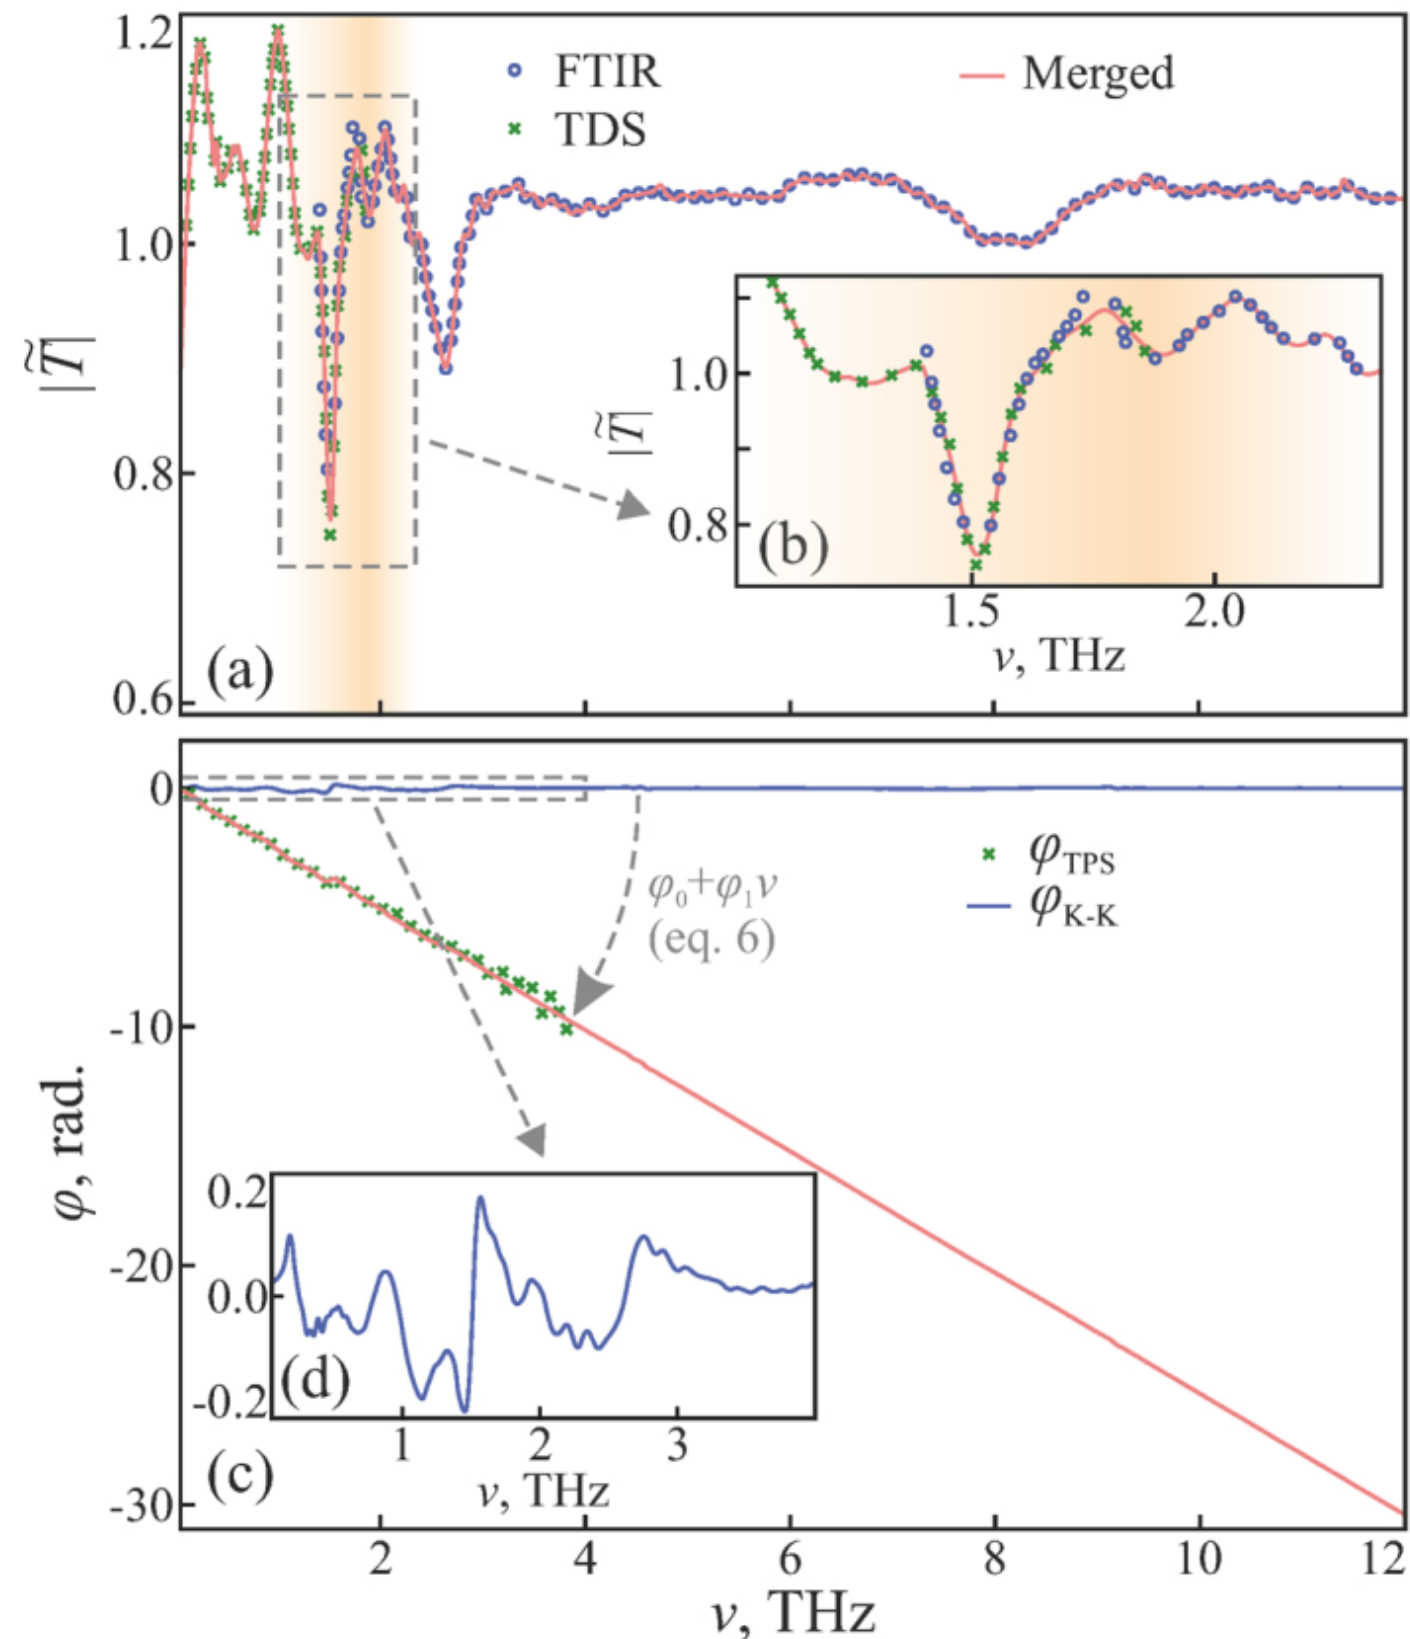 1.2
1.0
0.8
0.6
|T̃|
FTIR
TDS
Merged
(a)
1.0
0.8
|T̃|
(b)
1.5 2.0
ν, THz
0
-10
-20
-30
φ, rad.
φTPS
φK-K
φ0+φ1ν
(eq. 6)
0.2
0.0
-0.2
(d)
1 2 3
ν, THz
(c)
2 4 6 8 10 12
ν, THz